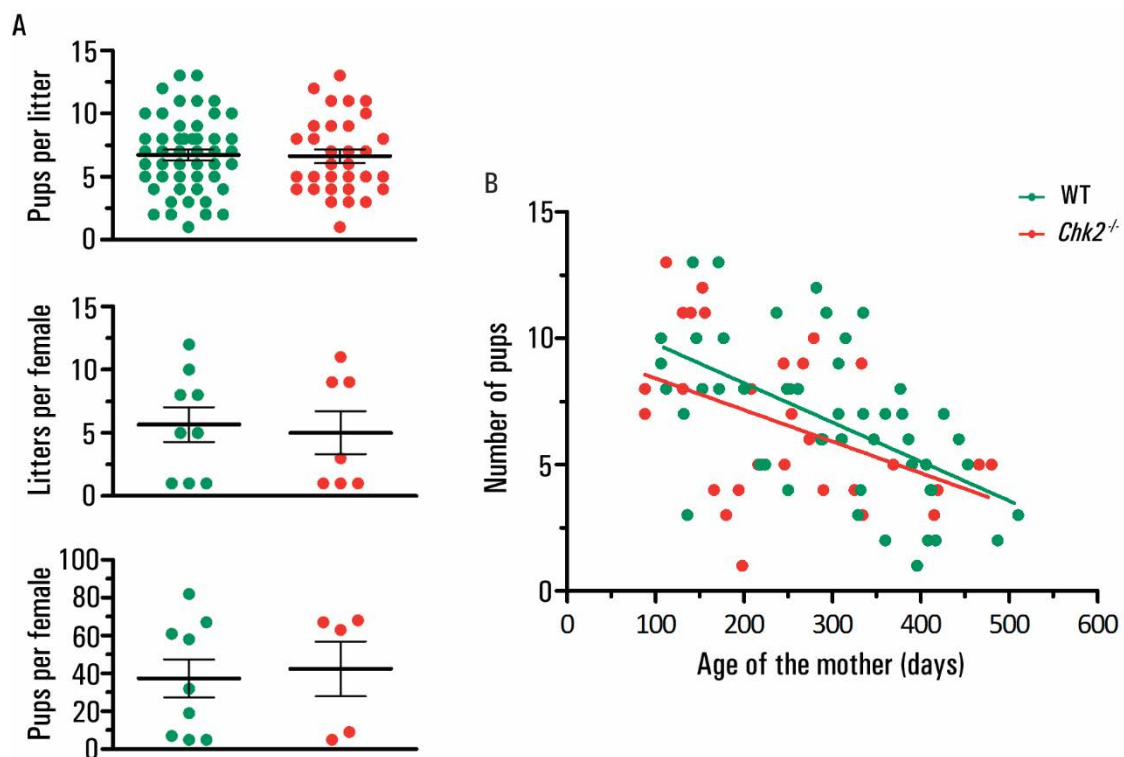 A
Pups per litter
15
10
5
0
Litters per female
15
10
5
0
Pups per female
100
80
60
40
20
0
B
WT
Chk2⁻/⁻
Number of pups
15
10
5
0
0 100 200 300 400 500 600
Age of the mother (days)